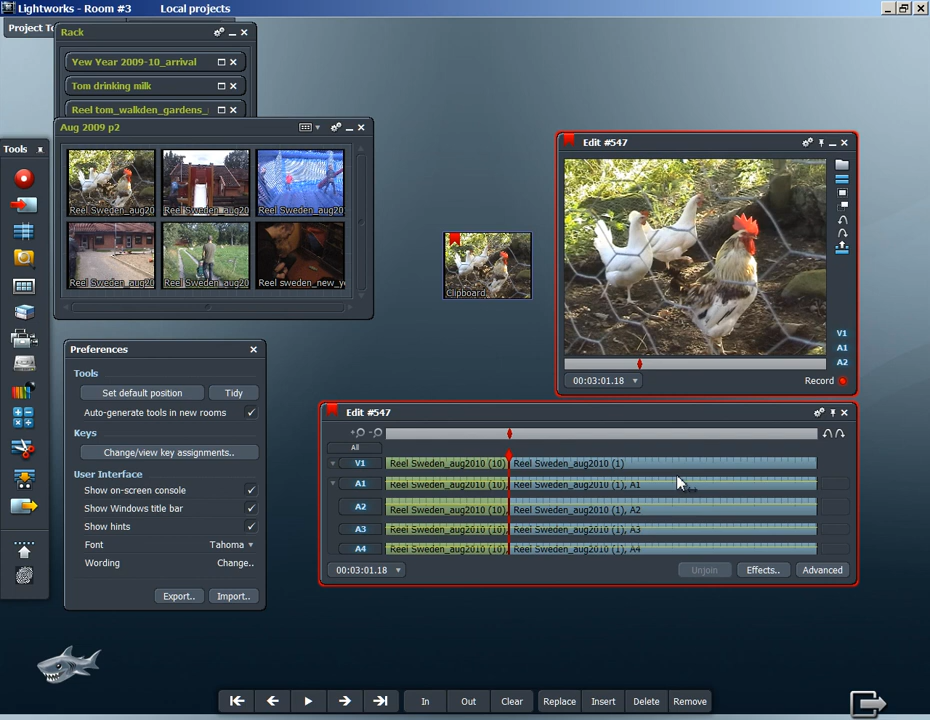 Lightworks - Room #3 Local projects
Rack
Yew Year 2009-10_arrival
Tom drinking milk
Reel tom_walkden_gardens_
Aug 2009 p2
Reel Sweden_aug20 Reel Sweden_aug20 Reel Sweden_aug20
Reel Sweden_aug20 Reel Sweden_aug20 Reel sweden_new_y
Tools
Project To
Clipboard
Edit #547
V1
A1
A2
00:03:01.18 Record
Preferences
Tools
Set default position Tidy
Auto-generate tools in new rooms
Keys
Change/view key assignments..
User Interface
Show on-screen console
Show Windows title bar
Show hints
Font Tahoma
Wording Change..
Export.. Import..
Edit #547
All
V1 Reel Sweden_aug2010 (10) Reel Sweden_aug2010 (1)
A1 Reel Sweden_aug2010 (10), Reel Sweden_aug2010 (1), A1
A2 Reel Sweden_aug2010 (10), Reel Sweden_aug2010 (1), A2
A3 Reel Sweden_aug2010 (10), Reel Sweden_aug2010 (1), A3
A4 Reel Sweden_aug2010 (10), Reel Sweden_aug2010 (1), A4
00:03:01.18 Unjoin Effects.. Advanced
In Out Clear Replace Insert Delete Remove